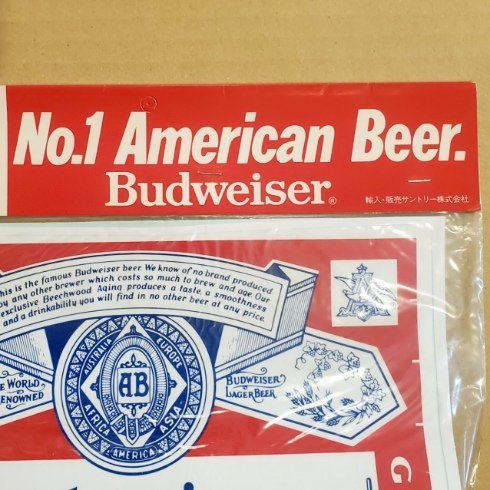 No.1 American Beer.
Budweiser®
輸入・販売サントリー株式会社
This is the famous Budweiser beer. We know of no brand produced
by any other brewer which costs so much to brew and age. Our
exclusive Beechwood Aging produces a taste, a smoothness
and a drinkability you will find in no other beer at any price.
AUSTRALIA EUROPE
AB
AFRICA AMERICA ASIA
WORLD
RENOWNED
BUDWEISER
LAGER BEER
G